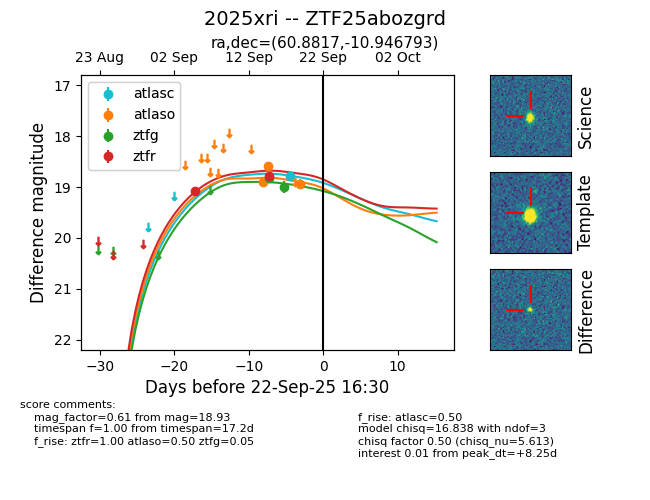 2025xri -- ZTF25abozgrd
ra,dec=(60.8817,-10.946793)
23 Aug 02 Sep 12 Sep 22 Sep 02 Oct
17
18
19
20
21
22
Difference magnitude
atlasc
atlaso
ztfg
ztfr
−30 −20 −10 0 10
Days before 22-Sep-25 16:30
Science
Template
Difference
score comments:
mag_factor=0.61 from mag=18.93
timespan f=1.00 from timespan=17.2d
f_rise: ztfr=1.00 atlaso=0.50 ztfg=0.05
f_rise: atlasc=0.50
model chisq=16.838 with ndof=3
chisq factor 0.50 (chisq_nu=5.613)
interest 0.01 from peak_dt=+8.25d